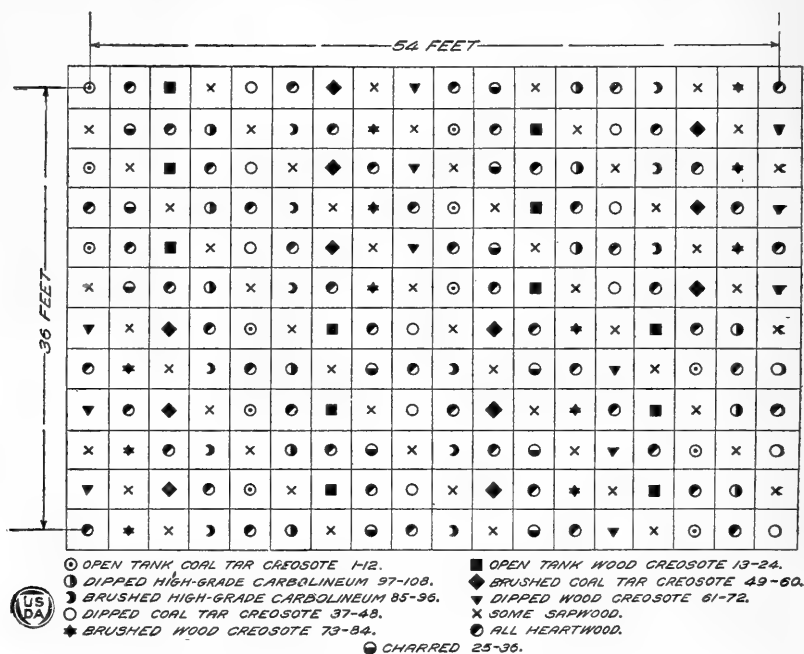 54 FEET
36 FEET
OPEN TANK COAL TAR CREOSOTE 1-12.
OPEN TANK WOOD CREOSOTE 13-24.
DIPPED HIGH-GRADE CARBOLINEUM 97-108.
BRUSHED COAL TAR CREOSOTE 49-60.
BRUSHED HIGH-GRADE CARBOLINEUM 85-96.
DIPPED WOOD CREOSOTE 61-72.
US
DA
DIPPED COAL TAR CREOSOTE 37-48.
SOME SAPWOOD.
BRUSHED WOOD CREOSOTE 73-84.
ALL HEARTWOOD.
CHARRED 25-36.